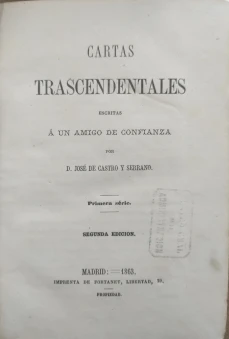 CARTAS
TRASCENDENTALES
ESCRITAS
Á UN AMIGO DE CONFIANZA
POR
D. JOSÉ DE CASTRO Y SERRANO.
Primera série.
SEGUNDA EDICION.
MADRID: 1863.
IMPRENTA DE FORTANET, LIBERTAD, 29.